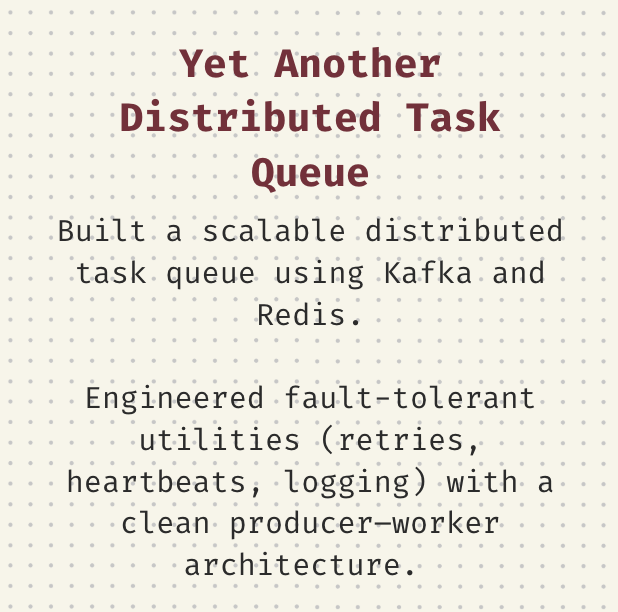 Yet Another
Distributed Task
Queue
Built a scalable distributed
task queue using Kafka and
Redis.
Engineered fault-tolerant
utilities (retries,
heartbeats, logging) with a
clean producer–worker
architecture.